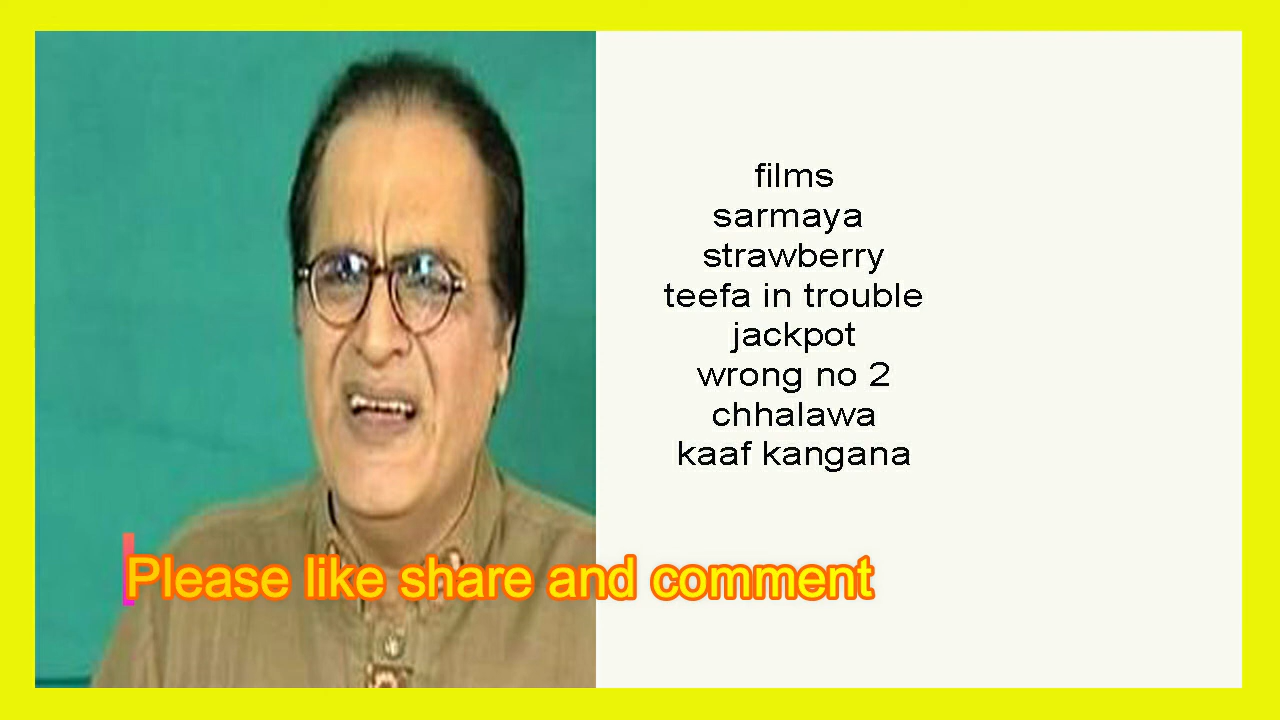 films
sarmaya
strawberry
teefa in trouble
jackpot
wrong no 2
chhalawa
kaaf kangana
Please like share and comment